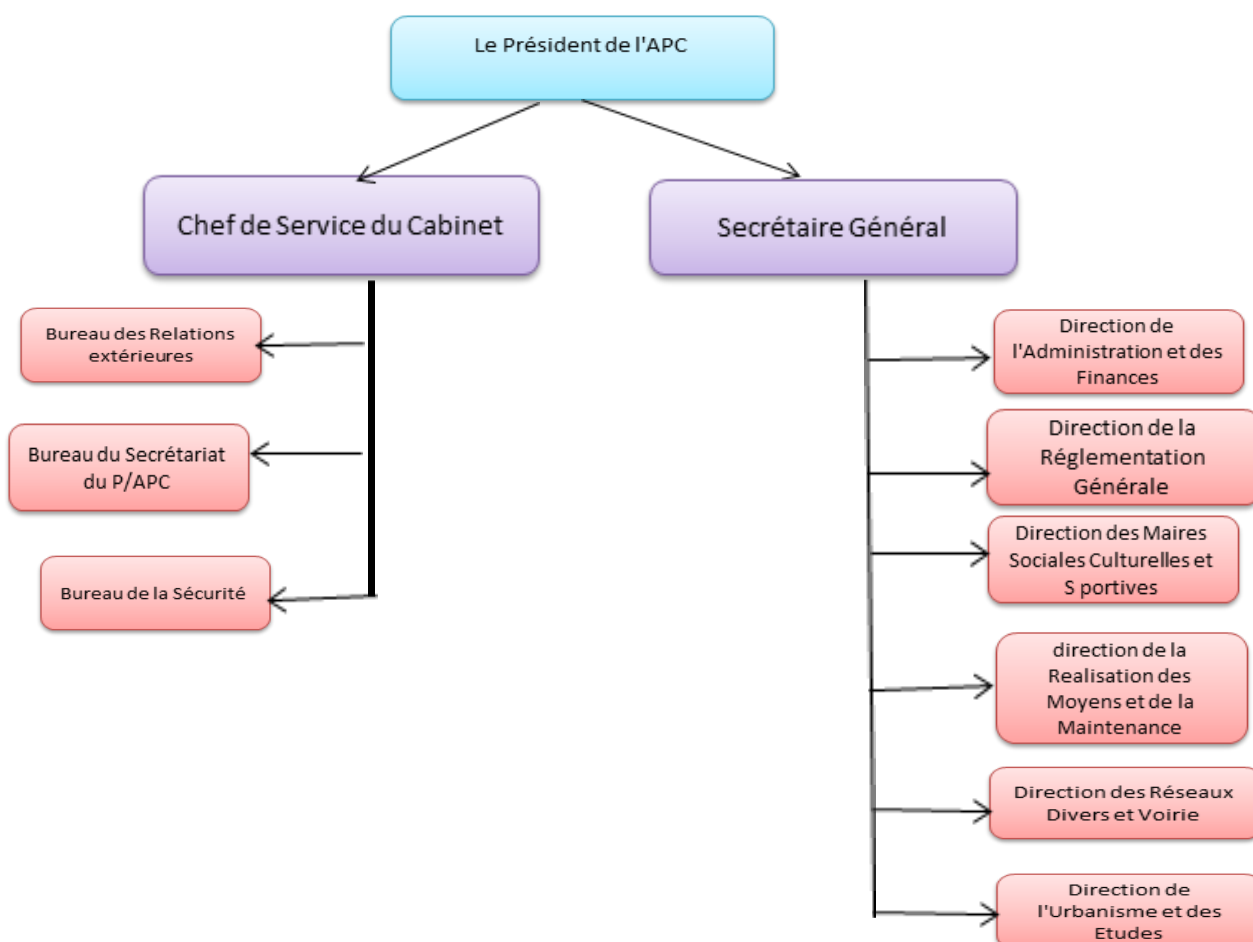 Le Président de l'APC
Chef de Service du Cabinet
Secrétaire Général
Bureau des Relations
extérieures
Bureau du Secrétariat
du P/APC
Bureau de la Sécurité
Direction de
l'Administration et des
Finances
Direction de la
Réglementation
Générale
Direction des Maires
Sociales Culturelles et
S portives
direction de la
Realisation des
Moyens et de la
Maintenance
Direction des Réseaux
Divers et Voirie
Direction de
l'Urbanisme et des
Etudes